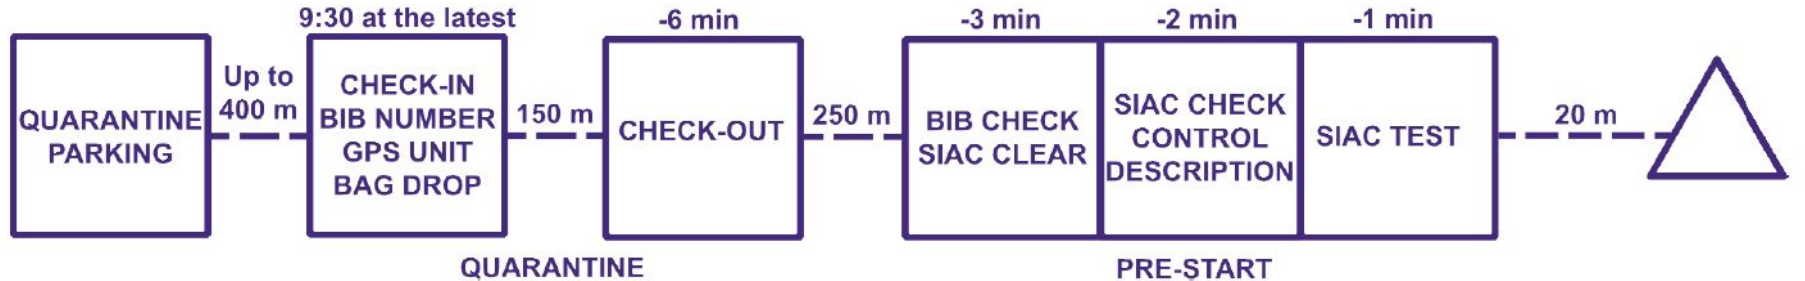 QUARANTINE
PARKING
Up to
400 m
9:30 at the latest
CHECK-IN
BIB NUMBER
GPS UNIT
BAG DROP
150 m
-6 min
CHECK-OUT
QUARANTINE
250 m
-3 min
BIB CHECK
SIAC CLEAR
-2 min
SIAC CHECK
CONTROL
DESCRIPTION
-1 min
SIAC TEST
PRE-START
20 m